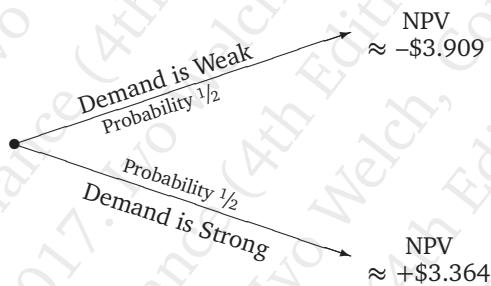 NPV
≈ –$3.909
Demand is Weak
Probability 1/2
Probability 1/2
Demand is Strong
NPV
≈ +$3.364